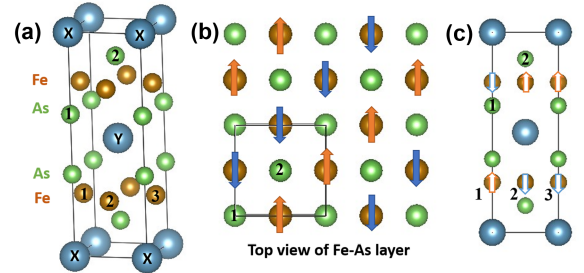 (a)
X X
2
Fe
As
1
Y
As
Fe
1 2 3
X X
(b)
2
1
Top view of Fe-As layer
(c)
2
1
1 2 3